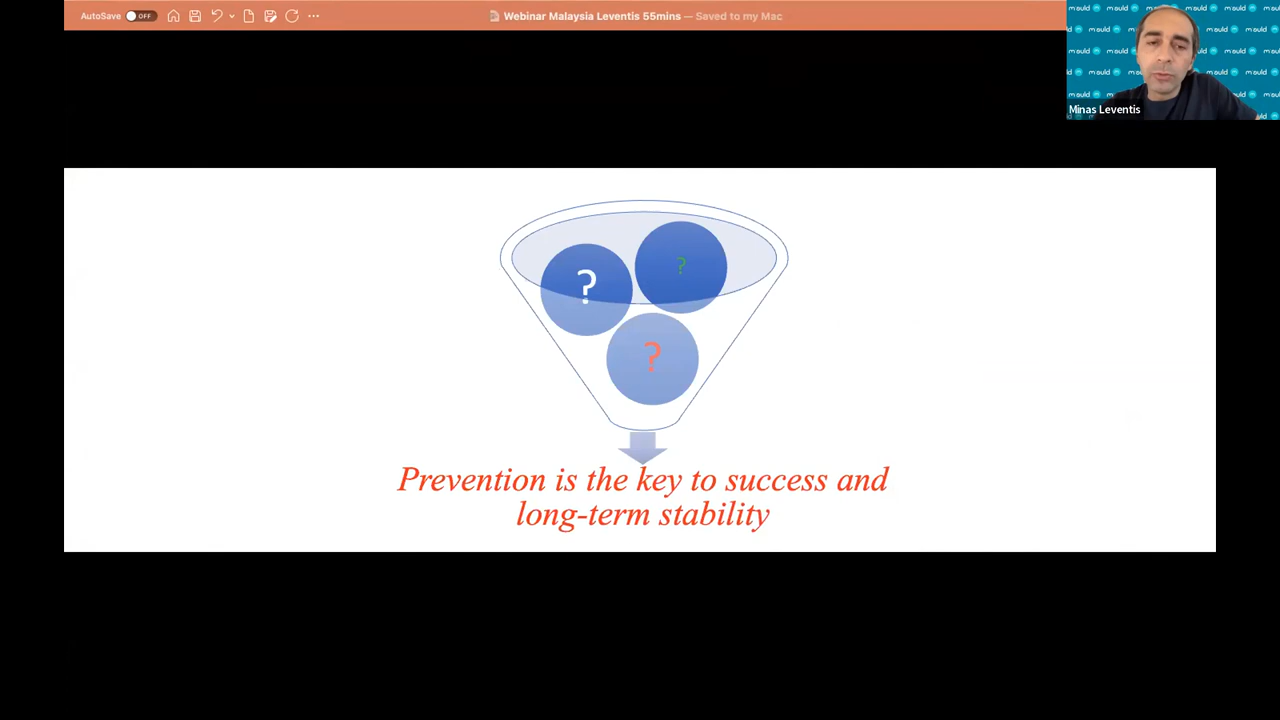 AutoSave OFF
Webinar Malaysia Leventis 55mins — Saved to my Mac
mould
Minas Leventis
?
?
?
Prevention is the key to success and
long-term stability